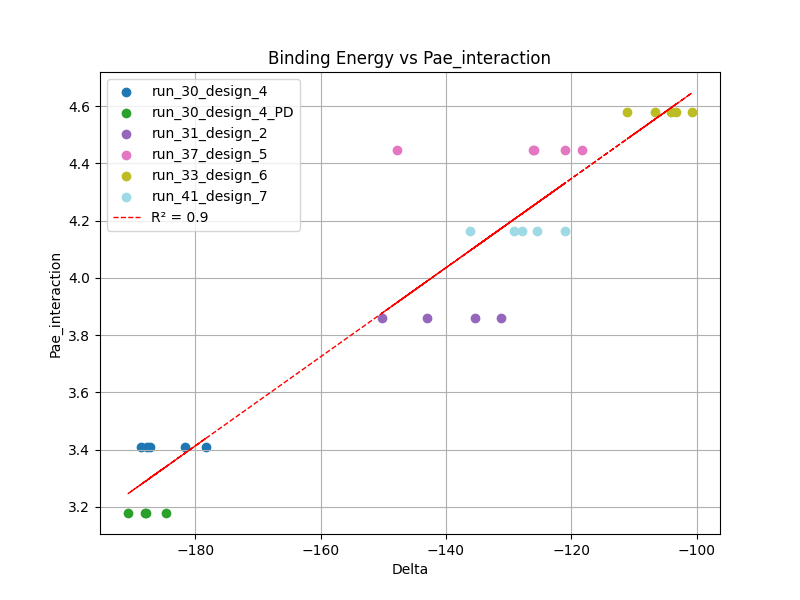 Binding Energy vs Pae_interaction
run_30_design_4
run_30_design_4_PD
run_31_design_2
run_37_design_5
run_33_design_6
run_41_design_7
R² = 0.9
Pae_interaction
4.6
4.4
4.2
4.0
3.8
3.6
3.4
3.2
−180
−160
−140
−120
−100
Delta